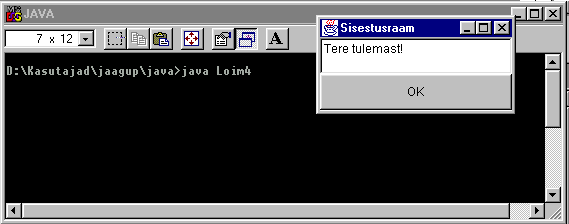 JAVA
7 x 12
A
D:\Kasutajad\jaagup\java>java Loim4
Sisestusraam
Tere tulemast!
OK